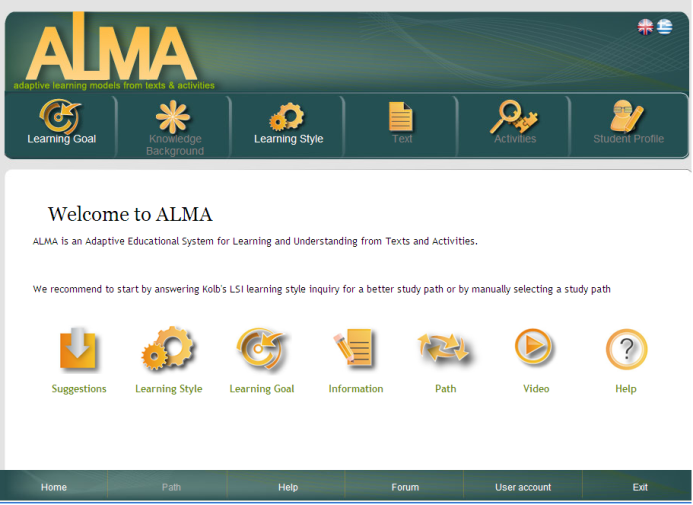 ALMA
adaptive learning models from texts & activities
Learning Goal
Knowledge
Background
Learning Style
Text
Activities
Student Profile
Welcome to ALMA
ALMA is an Adaptive Educational System for Learning and Understanding from Texts and Activities.
We recommend to start by answering Kolb's LSI learning style inquiry for a better study path or by manually selecting a study path
Suggestions
Learning Style
Learning Goal
Information
Path
Video
? Help
Home
Path
Help
Forum
User account
Exit